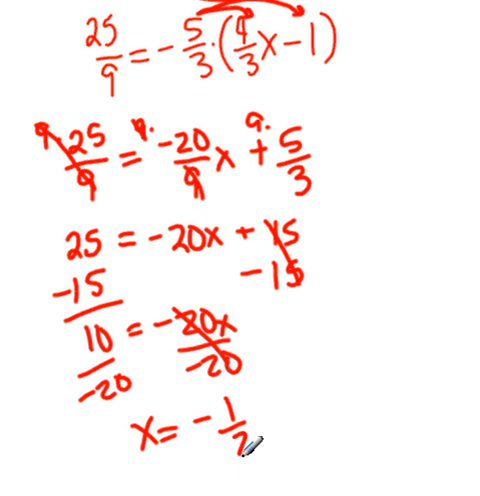 25/9 = -5/3·(4/3x-1)
9·25/9 = 9·-20/9x + 9·5/3
25 = -20x + 15
-15 -15
10/-20 = -20x/-20
x = -1/2